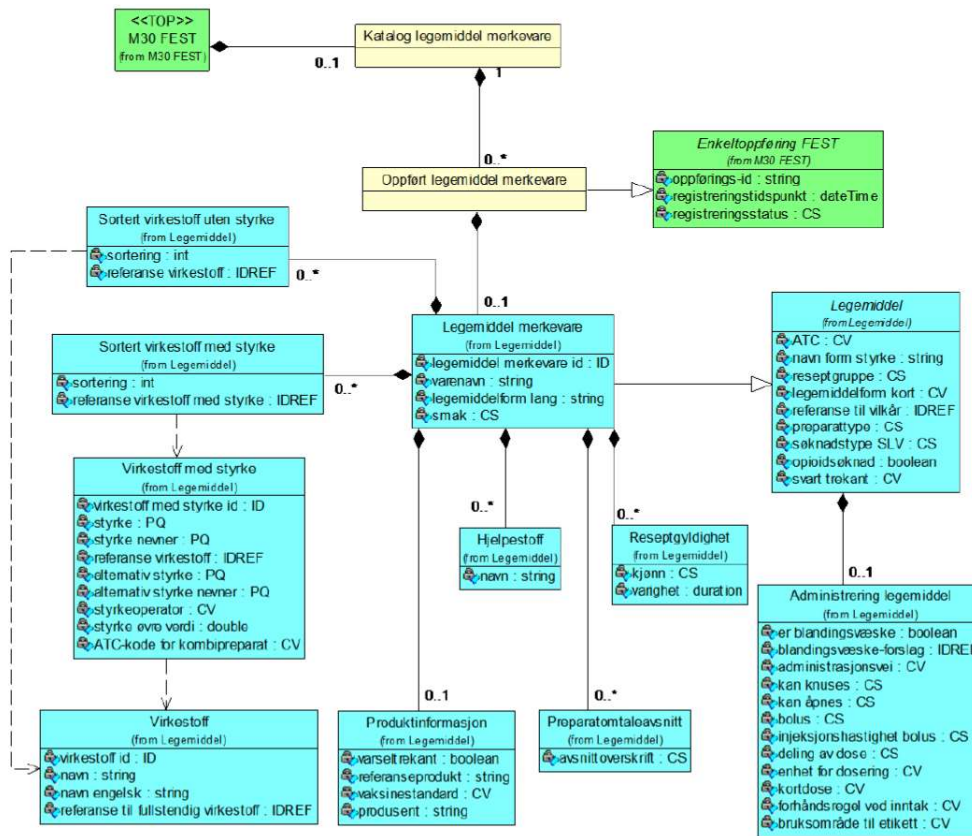 <<TOP>>
M30 FEST
(from M30 FEST)
Katalog legemiddel merkevare
0..1
1
0..*
Oppført legemiddel merkevare
Enkeltoppføring FEST
(from M30 FEST)
oppførings-id : string
registreringstidspunkt : dateTime
registreringsstatus : CS
Sortert virkestoff uten styrke
(from Legemiddel)
sortering : int
referanse virkestoff : IDREF
0..*
0..1
Legemiddel merkevare
(from Legemiddel)
legemiddel merkevare id : ID
varenavn : string
legemiddelform lang : string
smak : CS
Legemiddel
(from Legemiddel)
ATC : CV
navn form styrke : string
reseptgruppe : CS
legemiddelform kort : CV
referanse til vilkår : IDREF
preparattype : CS
søknadstype SLV : CS
opioidsøknad : boolean
svart trekant : CV
Sortert virkestoff med styrke
(from Legemiddel)
sortering : int
referanse virkestoff med styrke : IDREF
0..*
Virkestoff med styrke
(from Legemiddel)
virkestoff med styrke id : ID
styrke : PQ
styrke nevner : PQ
referanse virkestoff : IDREF
alternativ styrke : PQ
alternativ styrke nevner : PQ
styrkeoperator : CV
styrke øvre verdi : double
ATC-kode for kombipreparat : CV
0..*
Hjelpestoff
(from Legemiddel)
navn : string
0..*
Reseptgyldighet
(from Legemiddel)
kjønn : CS
varighet : duration
0..1
Administrering legemiddel
(from Legemiddel)
er blandingsvæske : boolean
blandingsvæske-forslag : IDREF
administrasjonsvei : CV
kan knuses : CS
kan åpnes : CS
bolus : CS
injeksjonshastighet bolus : CS
deling av dose : CS
enhet for dosering : CV
kortdose : CV
forhåndsregel ved inntak : CV
bruksområde til etikett : CV
Virkestoff
(from Legemiddel)
virkestoff id : ID
navn : string
navn engelsk : string
referanse til fullstendig virkestoff : IDREF
0..1
Produktinformasjon
(from Legemiddel)
varseltrekant : boolean
referanseprodukt : string
vaksinestandard : CV
produsent : string
0..*
Preparatomtaleavsnitt
(from Legemiddel)
avsnittoverskrift : CS